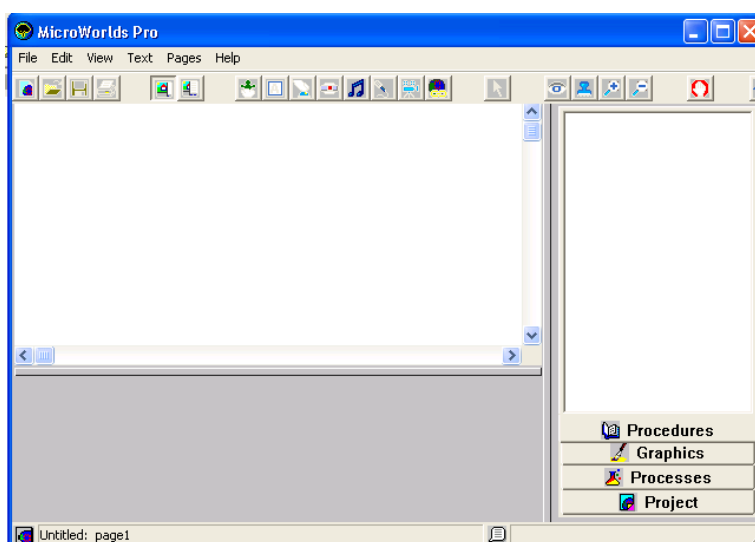 MicroWorlds Pro
File Edit View Text Pages Help
Procedures
Graphics
Processes
Project
Untitled: page1